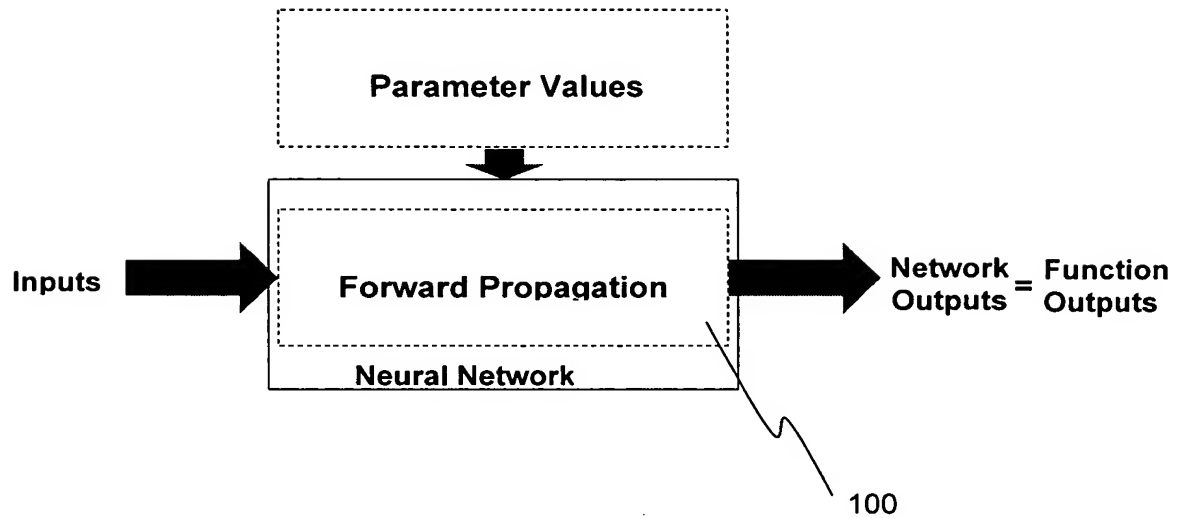 Parameter Values
Inputs
Forward Propagation
Network = Function
Outputs Outputs
Neural Network
100